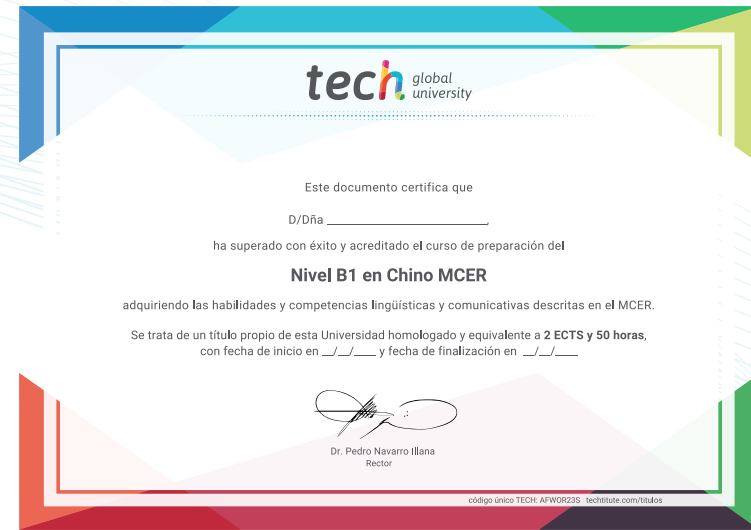 tech global university
Este documento certifica que
D/Dña ____________________,
ha superado con éxito y acreditado el curso de preparación del
Nivel B1 en Chino MCER
adquiriendo las habilidades y competencias lingüísticas y comunicativas descritas en el MCER.
Se trata de un título propio de esta Universidad homologado y equivalente a 2 ECTS y 50 horas,
con fecha de inicio en __/__/____ y fecha de finalización en __/__/____
Dr. Pedro Navarro Illana
Rector
código único TECH: AFWOR23S techtitute.com/titulos